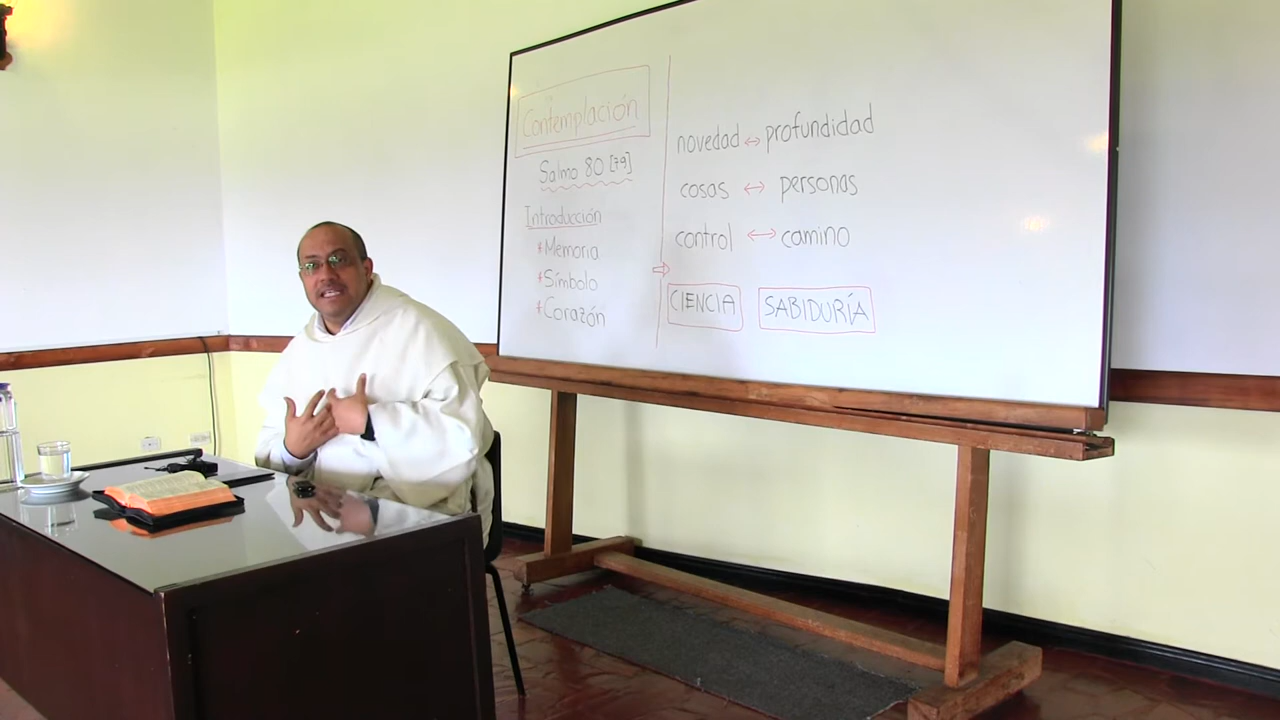 Contemplación
Salmo 80 [79]
Introducción
*Memoria
*Símbolo
*Corazón
novedad ↔ profundidad
cosas ↔ personas
control ↔ camino
⇨
CIENCIA SABIDURÍA